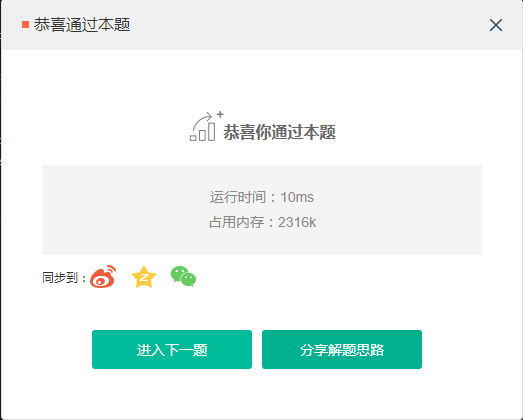 恭喜通过本题
恭喜你通过本题
运行时间：10ms
占用内存：2316k
同步到：
进入下一题 分享解题思路